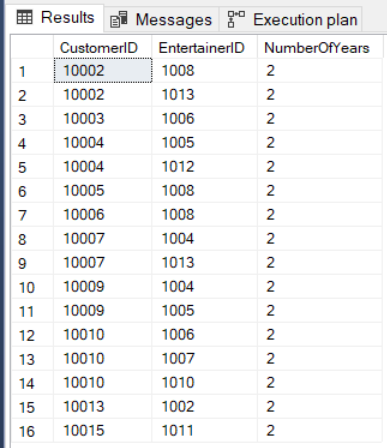 Results Messages Execution plan
CustomerID EntertainerID NumberOfYears
1 10002 1008 2
2 10002 1013 2
3 10003 1006 2
4 10004 1005 2
5 10004 1012 2
6 10005 1008 2
7 10006 1008 2
8 10007 1004 2
9 10007 1013 2
10 10009 1004 2
11 10009 1005 2
12 10010 1006 2
13 10010 1007 2
14 10010 1010 2
15 10013 1002 2
16 10015 1011 2